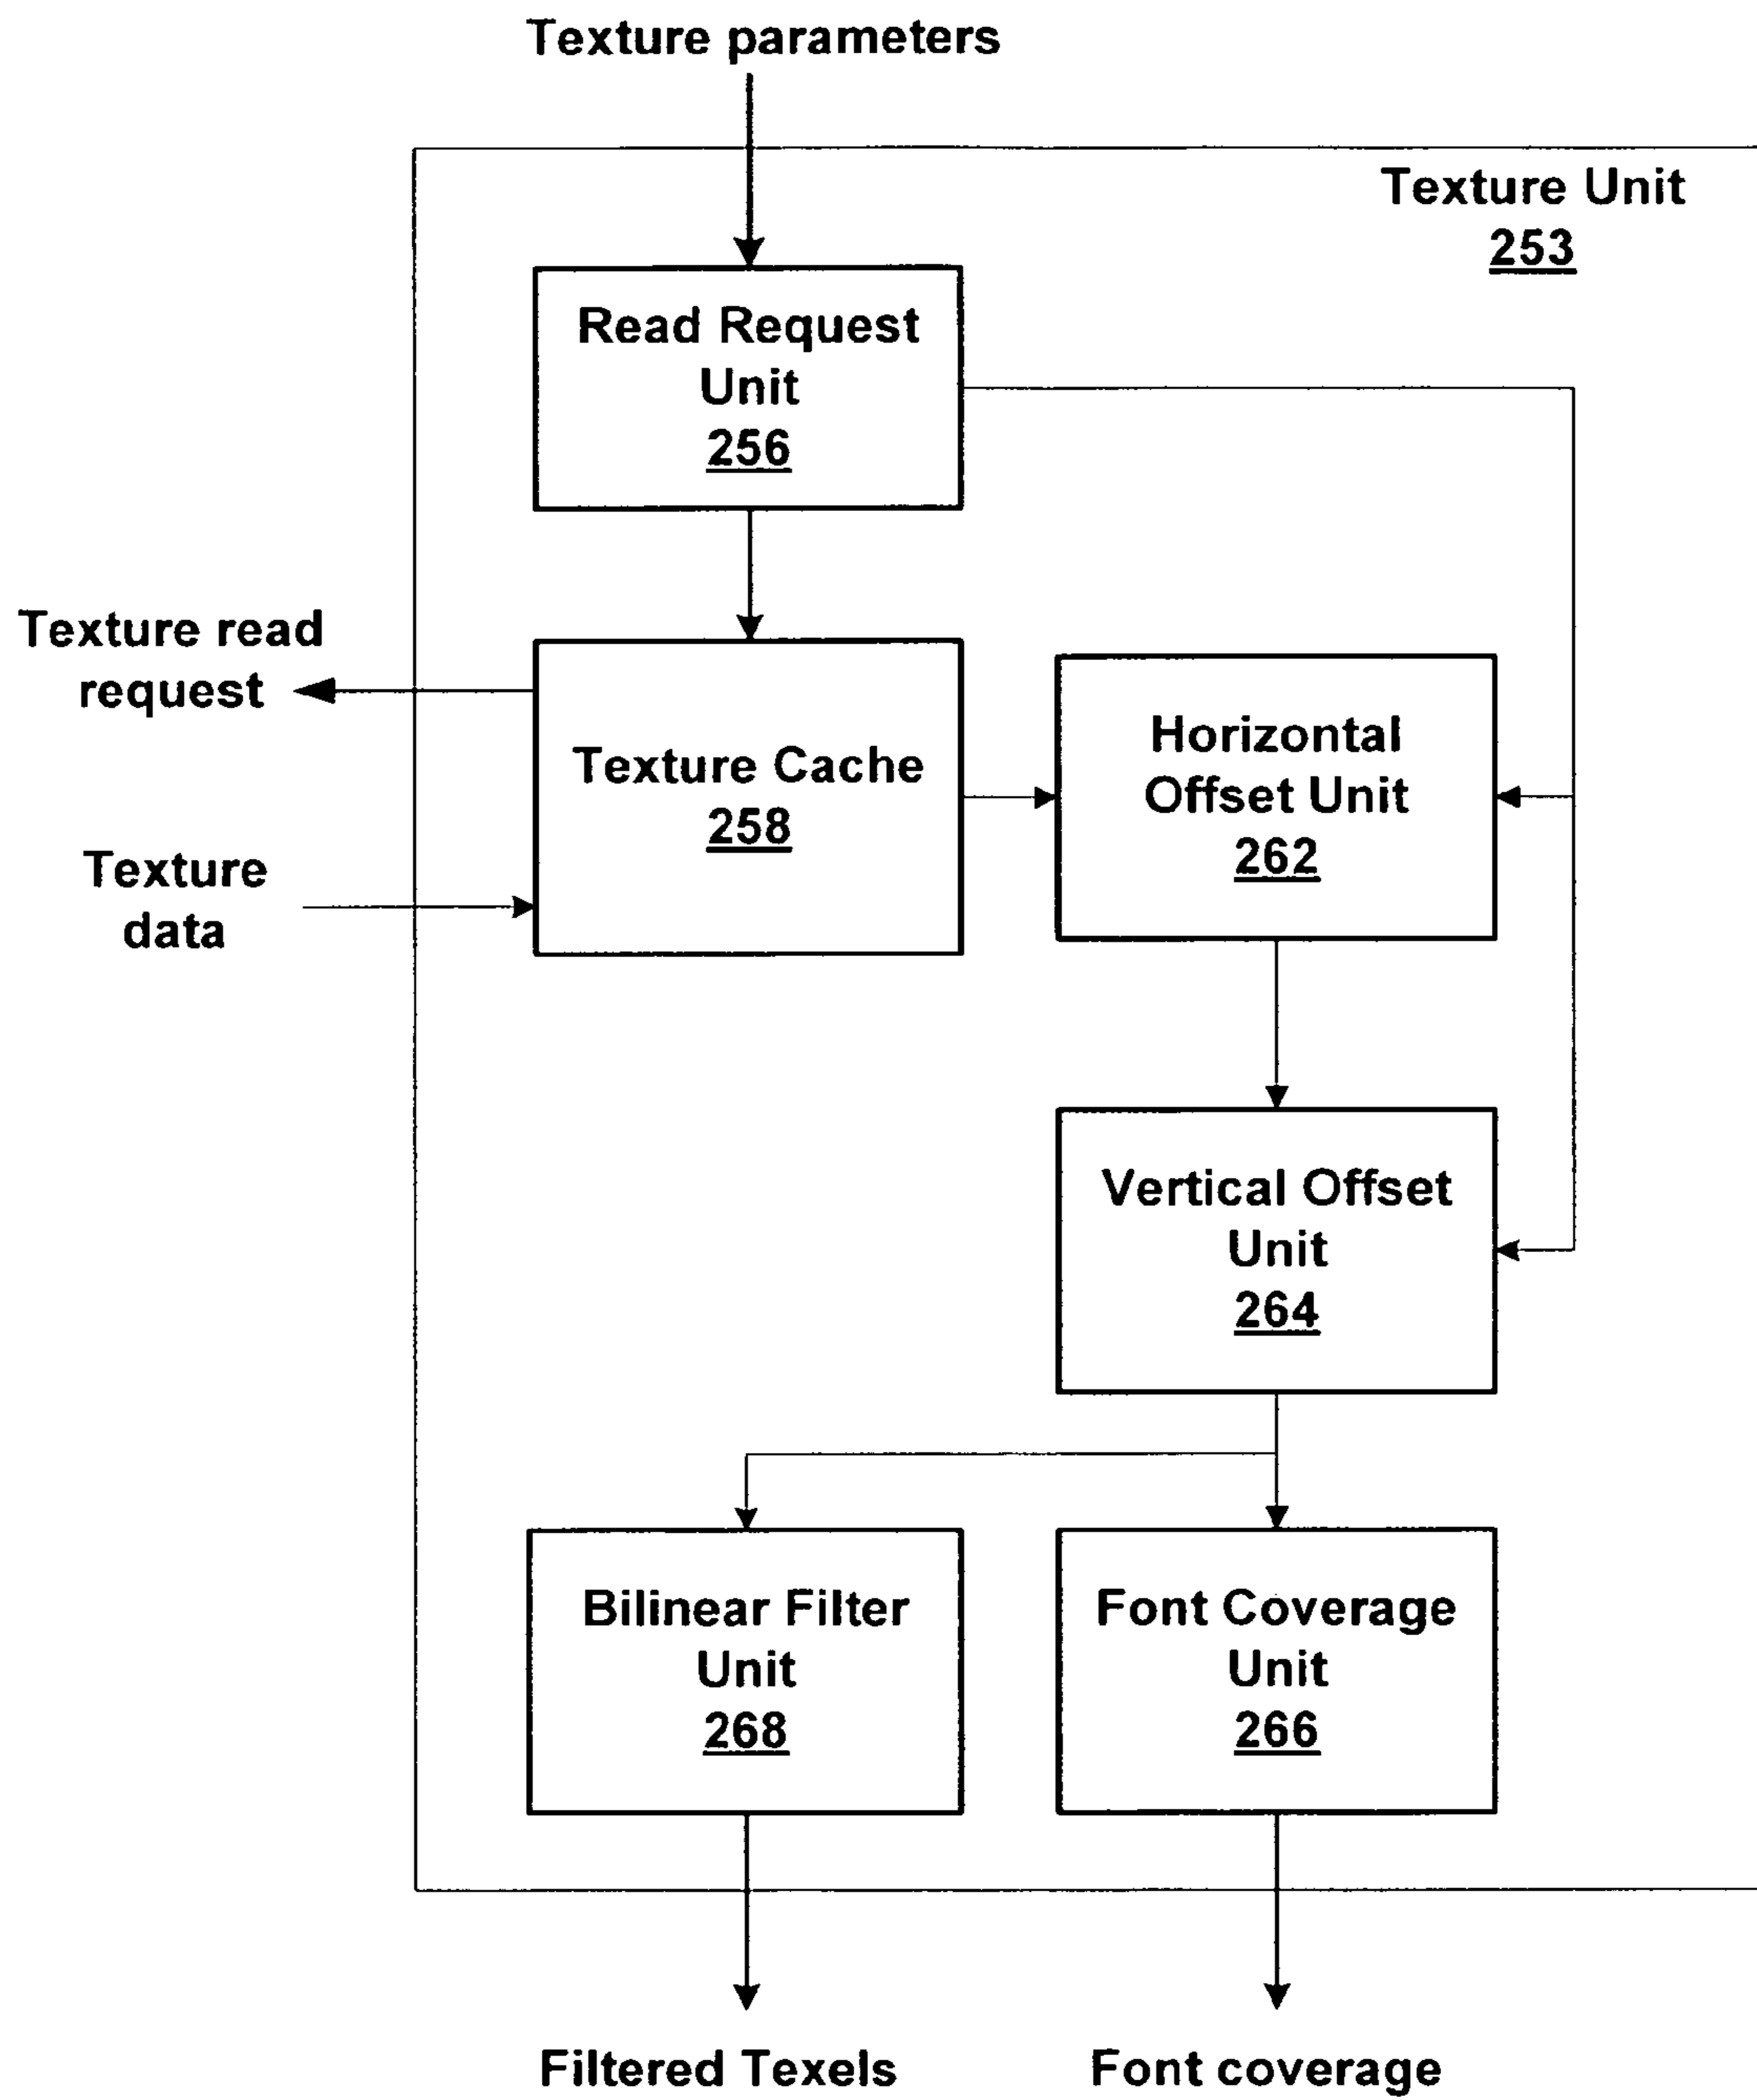 Texture parameters
Texture Unit
253
Read Request
Unit
256
Texture read
request
Texture Cache
258
Horizontal
Offset Unit
262
Texture
data
Vertical Offset
Unit
264
Bilinear Filter
Unit
268
Font Coverage
Unit
266
Filtered Texels
Font coverage